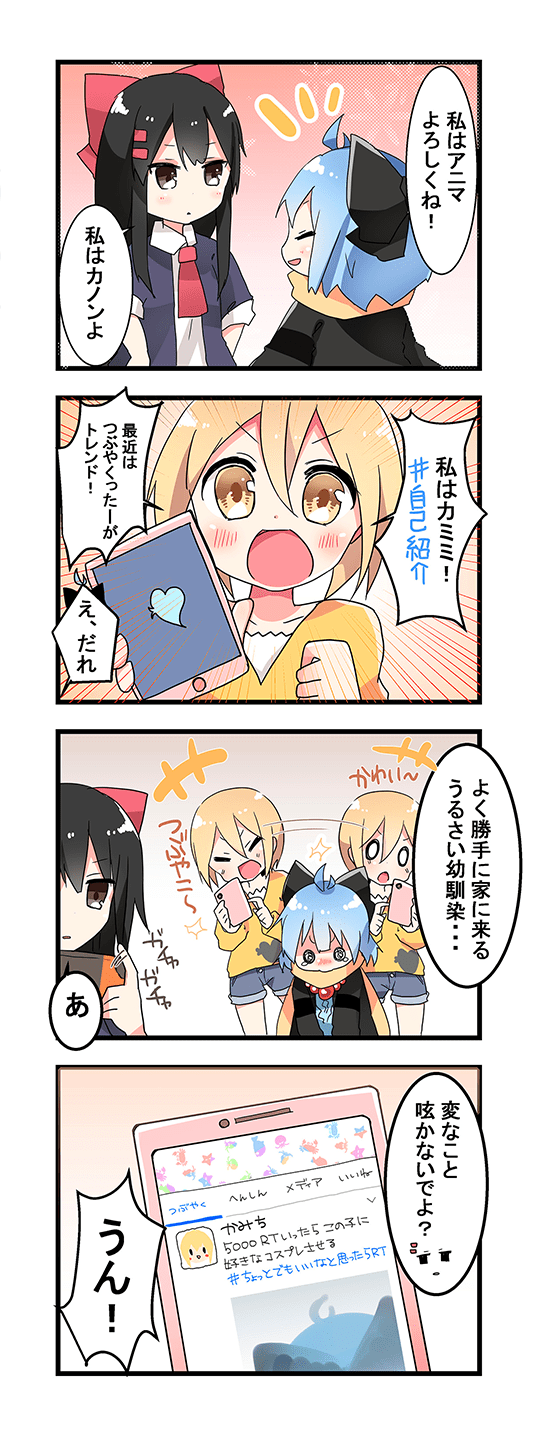 私はアニマ
よろしくね！
私はカノンよ
私はカミミ！
#自己紹介
最近は
つぶやくったーが
トレンド！
え、だれ
よく勝手に家に来る
うるさい幼馴染・・・
かわい〜
つぶやこ〜
ガチャ
ガチャ
あ
変なこと
呟かないでよ？
つぶやく
へんしん
メディア
いいね
かみち
5000RTいったらこの子に
好きなコスプレさせる
#ちょっとでもいいなと思ったらRT
うん！